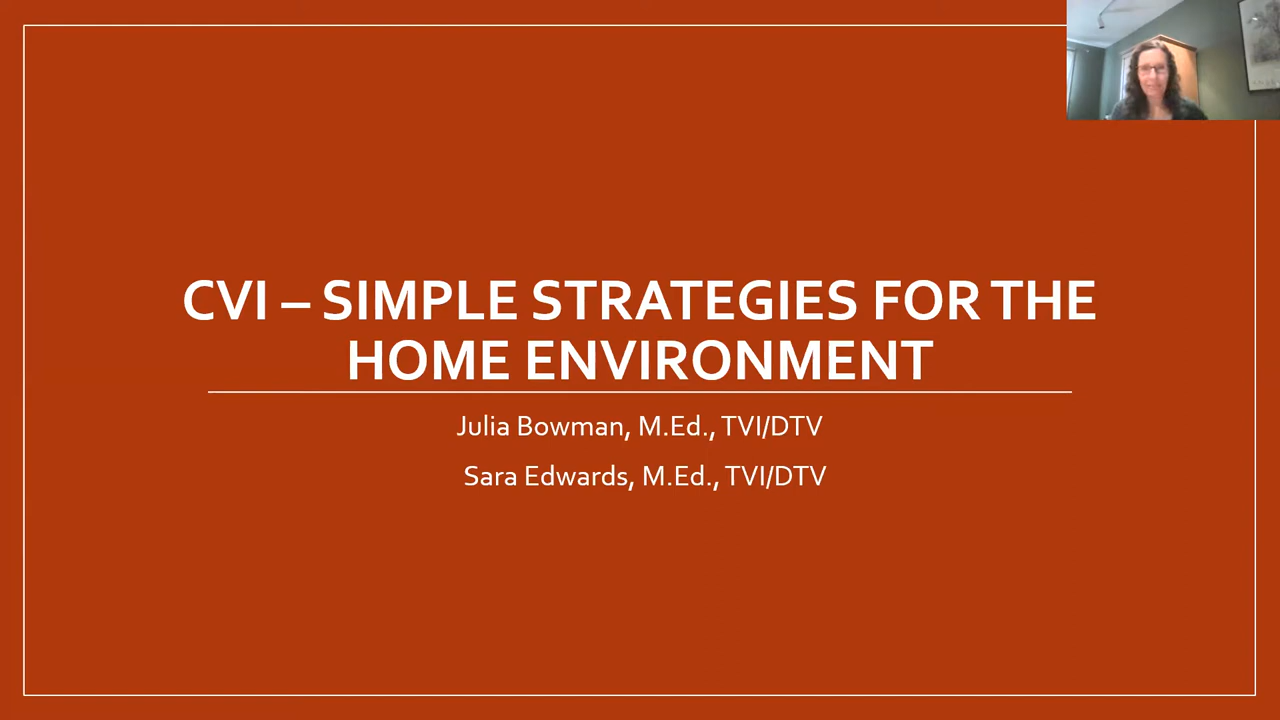 CVI – SIMPLE STRATEGIES FOR THE
HOME ENVIRONMENT
Julia Bowman, M.Ed., TVI/DTV
Sara Edwards, M.Ed., TVI/DTV